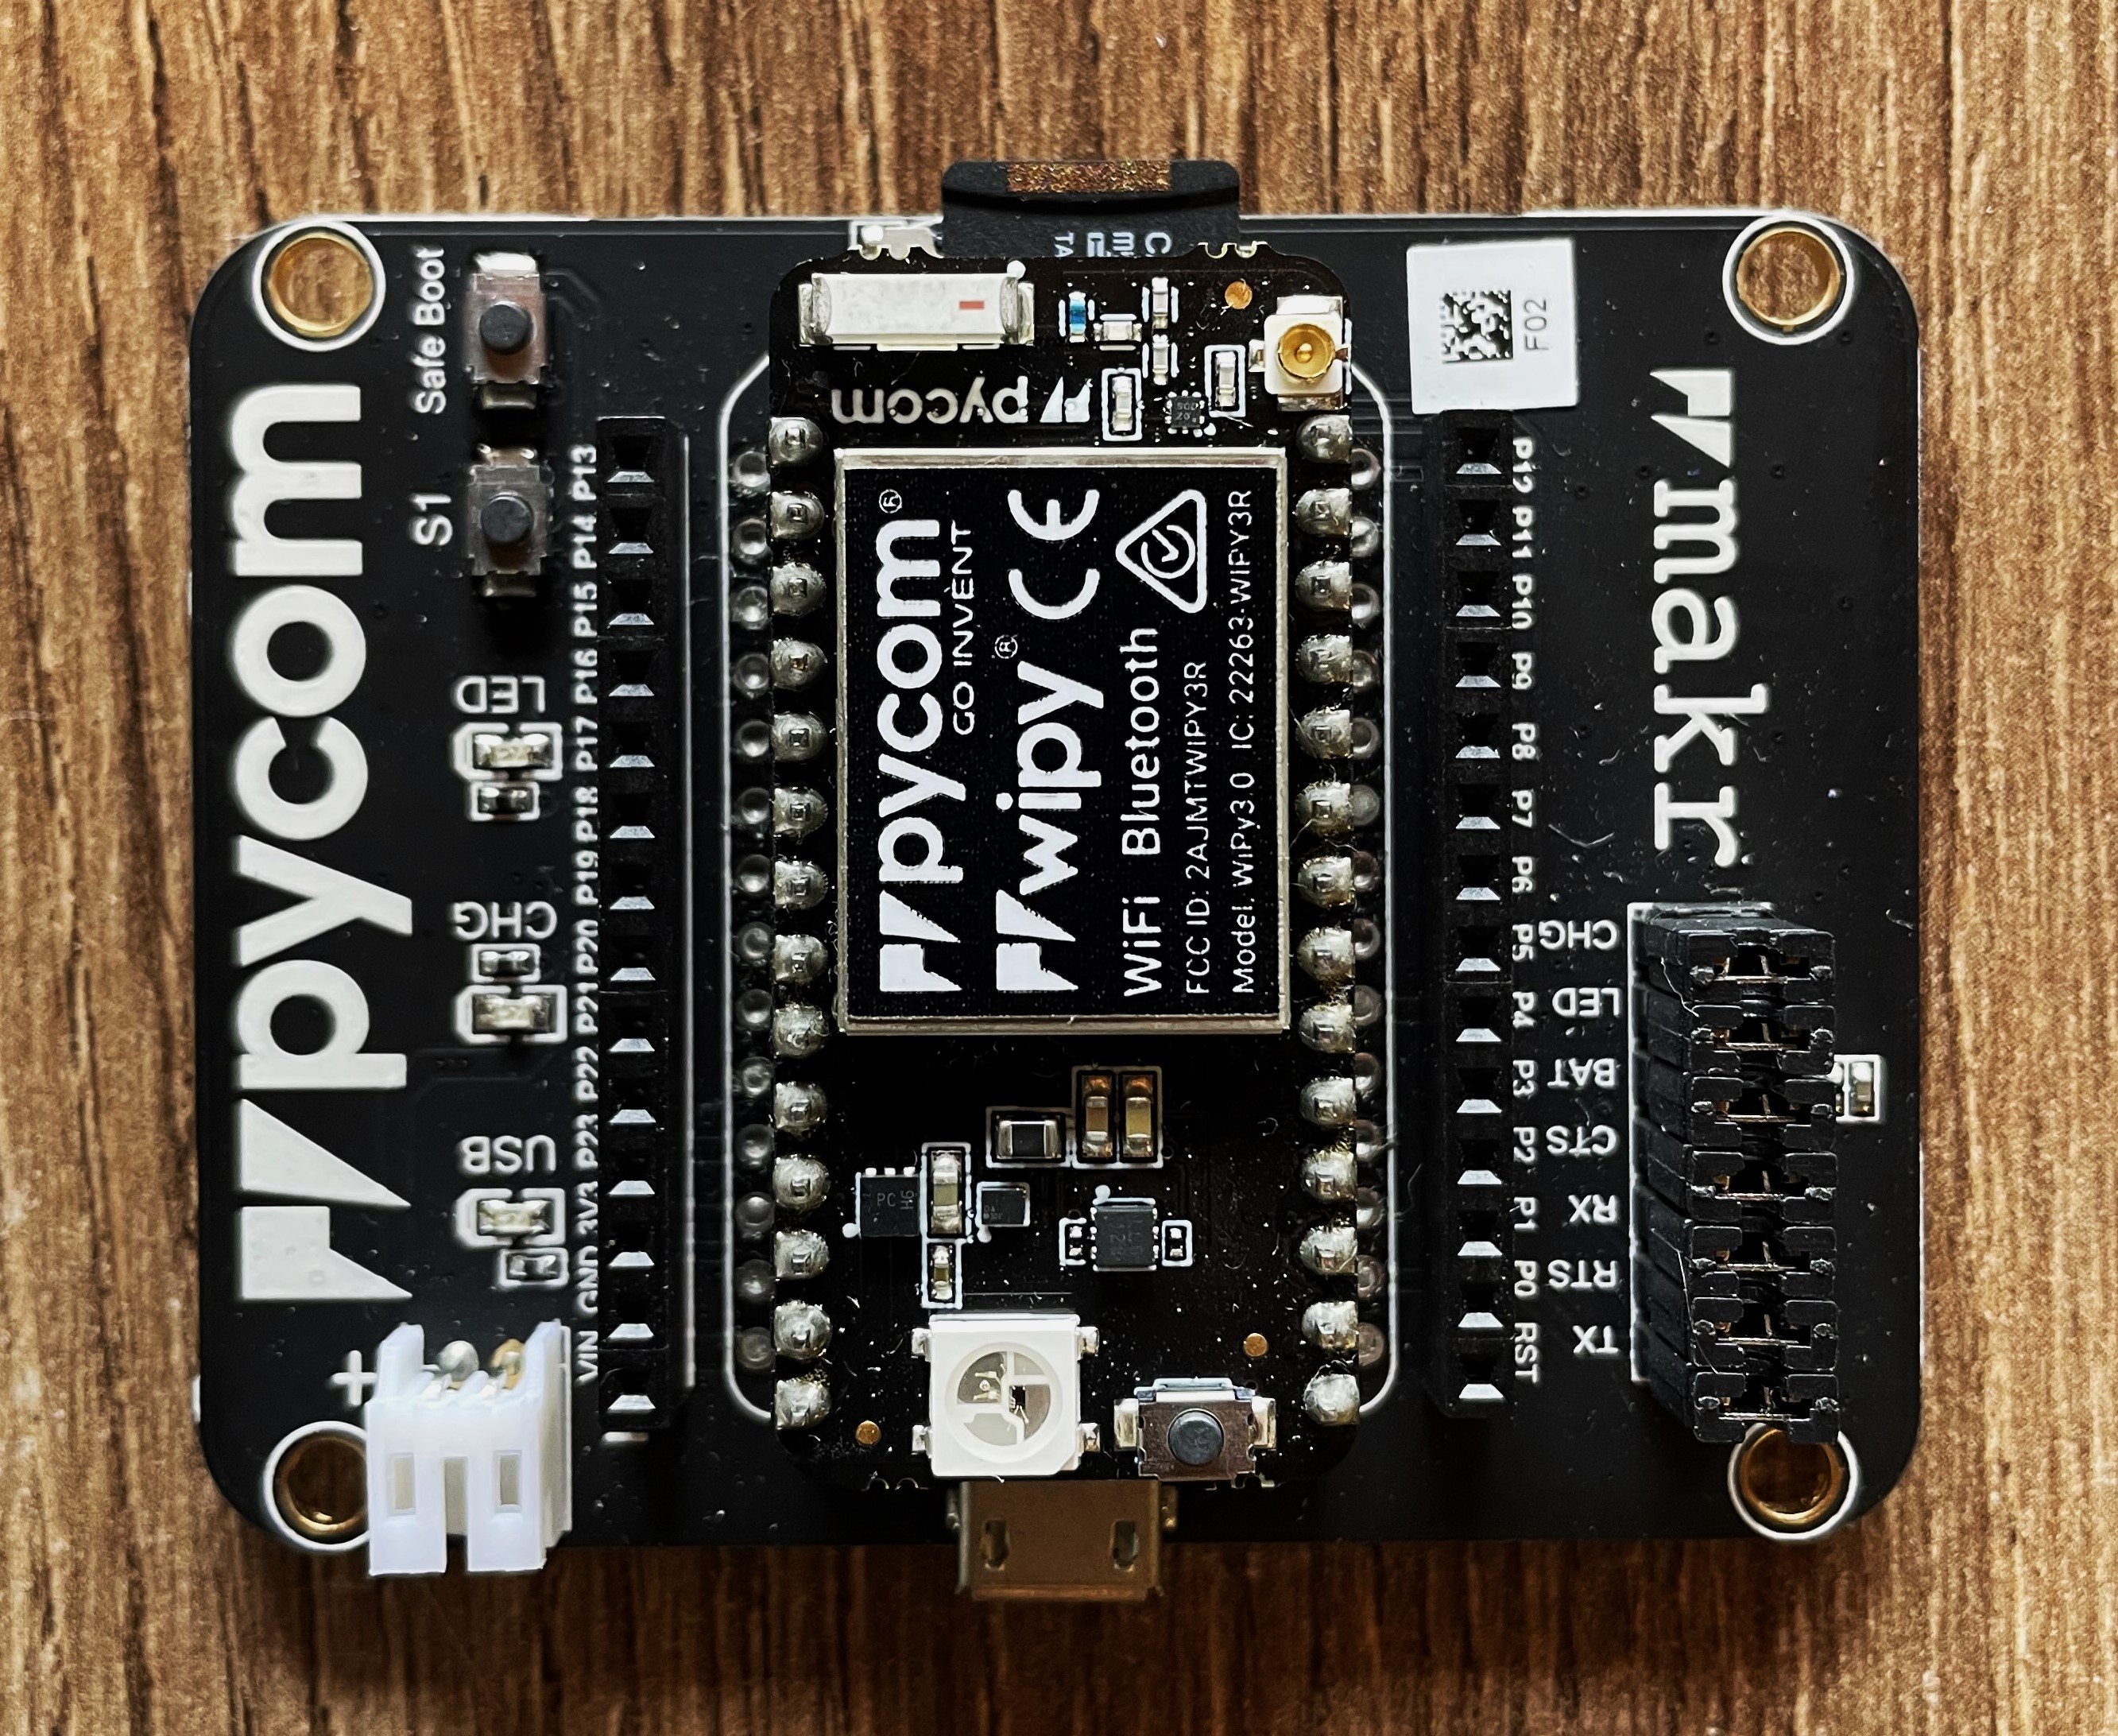 pycom
Safe Boot
S1
LED
CHG
USB
+
P13
P14
P15
P16
P17
P18
P19
P20
P21
P22
P23
3V3
GND
VIN
pycom
pycom®
GO INVENT
wipy® CE
WiFi Bluetooth
FCC ID: 2AJMTWIPY3R
Model. WiPy3.0 IC: 22263-WIPY3R
F02
P12
P11
P10
P9
P8
P7
P6
P5
P4
P3
P2
P1
P0
RST
makr
CHG
LED
BAT
CTS
RX
RTS
TX